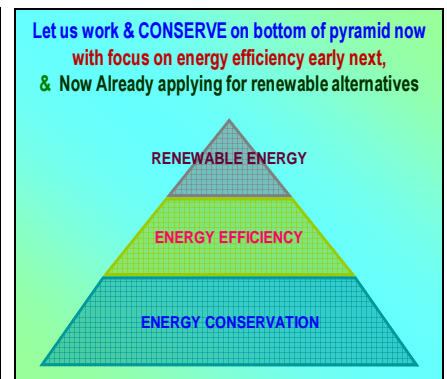 Let us work & CONSERVE on bottom of pyramid now
with focus on energy efficiency early next,
& Now Already applying for renewable alternatives
RENEWABLE ENERGY
ENERGY EFFICIENCY
ENERGY CONSERVATION